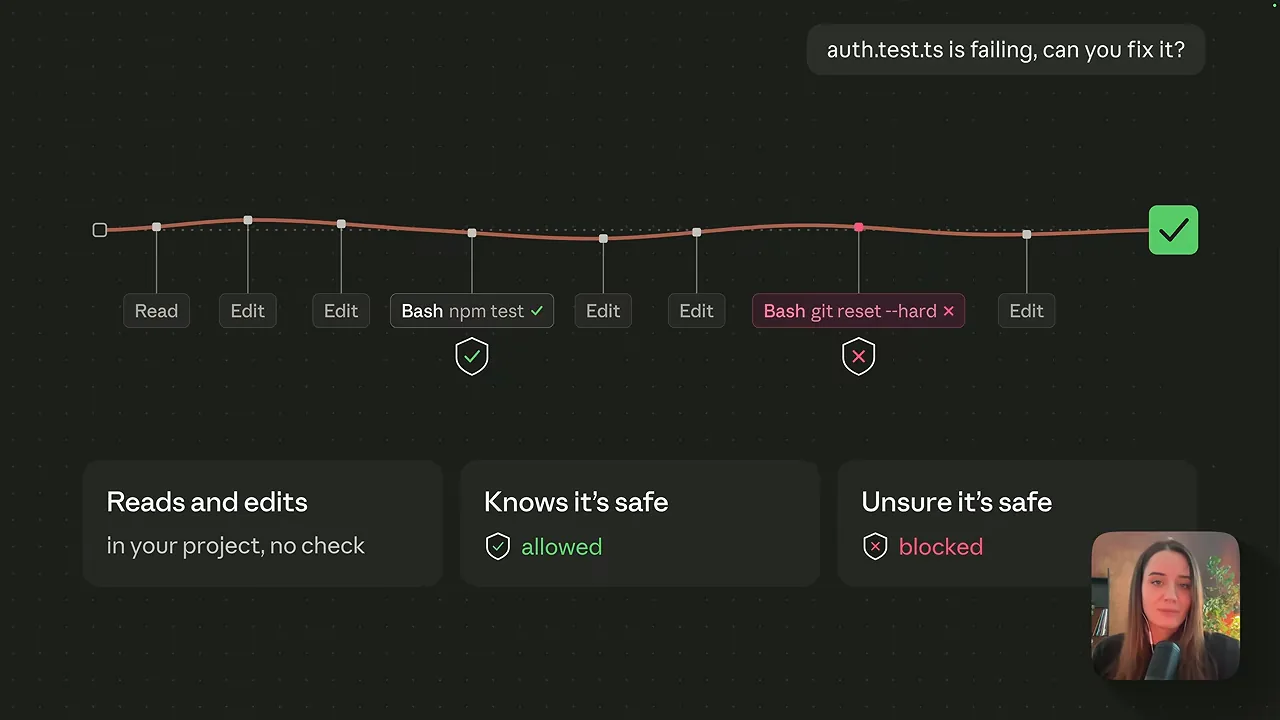 auth.test.ts is failing, can you fix it?
Read
Edit
Edit
Bash npm test
Edit
Edit
Bash git reset --hard
Edit
Reads and edits
in your project, no check
Knows it’s safe
allowed
Unsure it’s safe
blocked